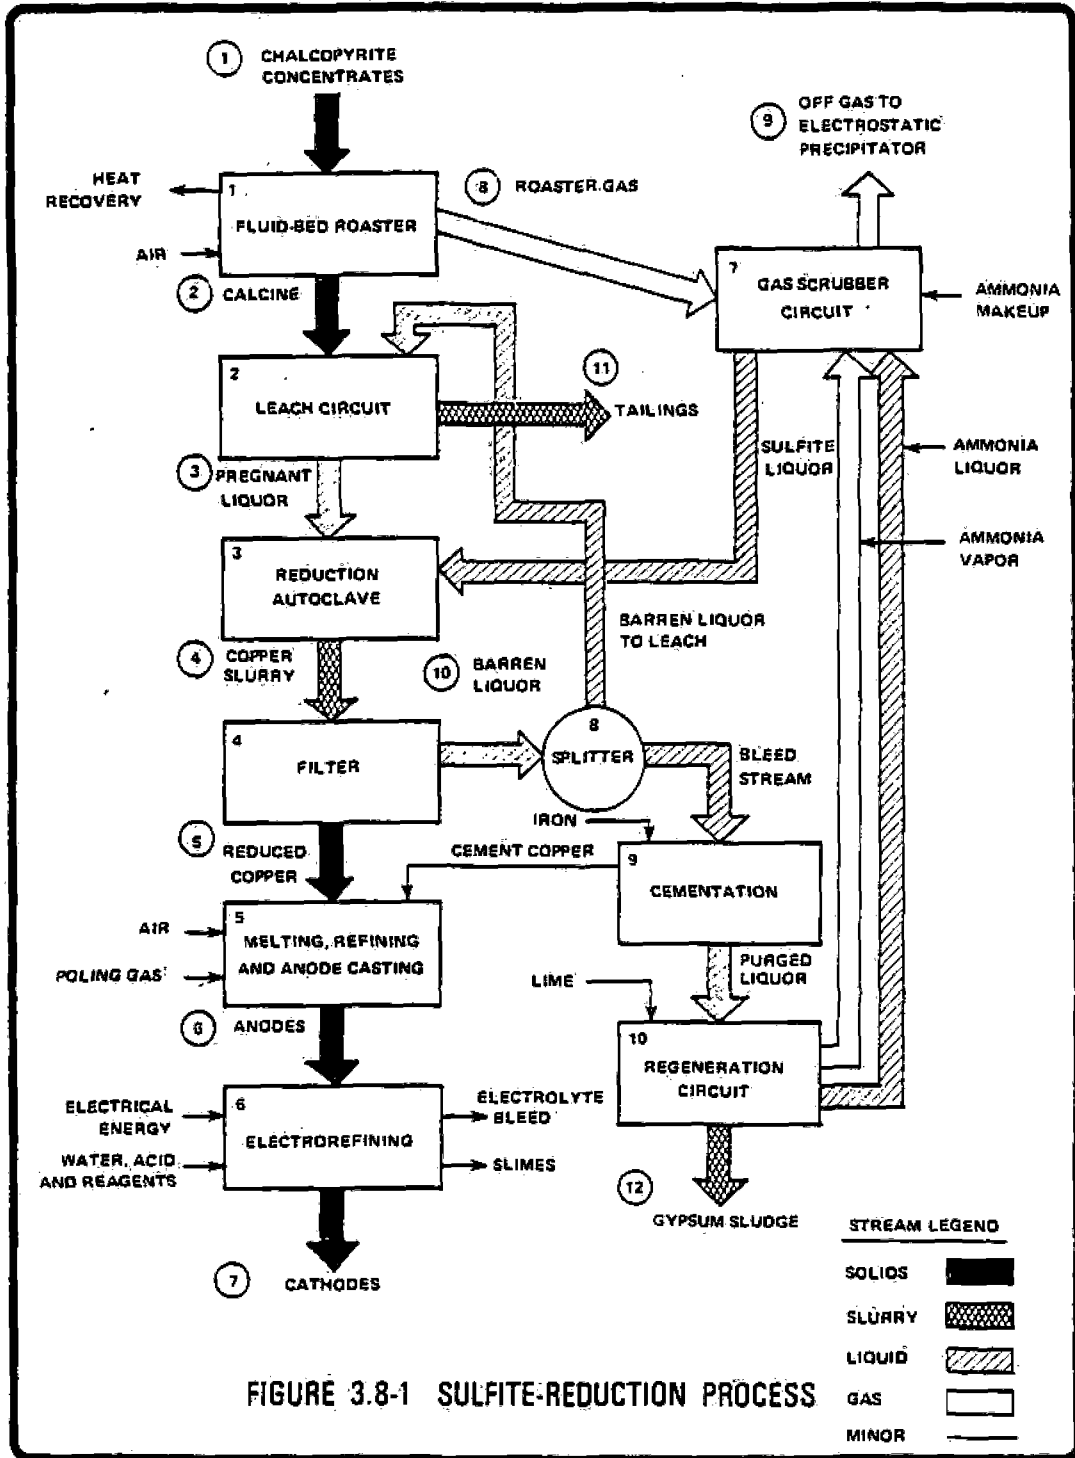 1 CHALCOPYRITE
CONCENTRATES
9 OFF GAS TO
ELECTROSTATIC
PRECIPITATOR
HEAT
RECOVERY
8 ROASTER GAS
1
FLUID-BED ROASTER
AIR
7
GAS SCRUBBER
CIRCUIT
AMMONIA
MAKEUP
2 CALCINE
2
LEACH CIRCUIT
11
TAILINGS
3 PREGNANT
LIQUOR
SULFITE
LIQUOR
AMMONIA
LIQUOR
3
REDUCTION
AUTOCLAVE
AMMONIA
VAPOR
BARREN LIQUOR
TO LEACH
4 COPPER
SLURRY
10 BARREN
LIQUOR
4
FILTER
8
SPLITTER
BLEED
STREAM
IRON
5 REDUCED
COPPER
CEMENT COPPER
9
CEMENTATION
AIR
5
MELTING, REFINING
AND ANODE CASTING
POLING GAS
PURGED
LIQUOR
LIME
6 ANODES
10
REGENERATION
CIRCUIT
ELECTRICAL
ENERGY
6
ELECTROREFINING
ELECTROLYTE
BLEED
WATER, ACID
AND REAGENTS
SLIMES
12
GYPSUM SLUDGE
7 CATHODES
STREAM LEGEND
SOLIDS
SLURRY
LIQUID
GAS
MINOR
FIGURE 3.8-1 SULFITE-REDUCTION PROCESS